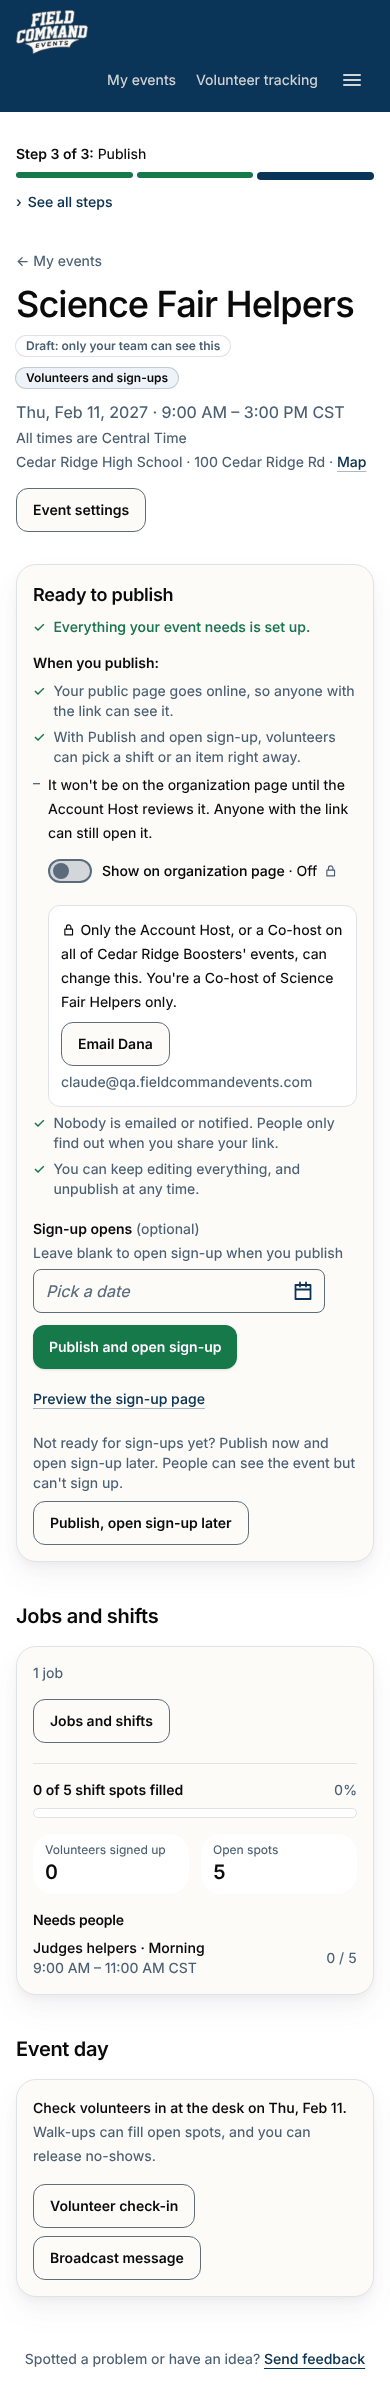 FIELD
COMMAND
EVENTS
My events
Volunteer tracking
Step 3 of 3: Publish
› See all steps
← My events
Science Fair Helpers
Draft: only your team can see this
Volunteers and sign-ups
Thu, Feb 11, 2027 · 9:00 AM – 3:00 PM CST
All times are Central Time
Cedar Ridge High School · 100 Cedar Ridge Rd · Map
Event settings
Ready to publish
✓ Everything your event needs is set up.
When you publish:
✓ Your public page goes online, so anyone with
the link can see it.
✓ With Publish and open sign-up, volunteers
can pick a shift or an item right away.
– It won't be on the organization page until the
Account Host reviews it. Anyone with the link
can still open it.
Show on organization page · Off
Only the Account Host, or a Co-host on
all of Cedar Ridge Boosters' events, can
change this. You're a Co-host of Science
Fair Helpers only.
Email Dana
claude@qa.fieldcommandevents.com
✓ Nobody is emailed or notified. People only
find out when you share your link.
✓ You can keep editing everything, and
unpublish at any time.
Sign-up opens (optional)
Leave blank to open sign-up when you publish
Pick a date
Publish and open sign-up
Preview the sign-up page
Not ready for sign-ups yet? Publish now and
open sign-up later. People can see the event but
can't sign up.
Publish, open sign-up later
Jobs and shifts
1 job
Jobs and shifts
0 of 5 shift spots filled
0%
Volunteers signed up
0
Open spots
5
Needs people
Judges helpers · Morning
9:00 AM – 11:00 AM CST
0 / 5
Event day
Check volunteers in at the desk on Thu, Feb 11.
Walk-ups can fill open spots, and you can
release no-shows.
Volunteer check-in
Broadcast message
Spotted a problem or have an idea? Send feedback